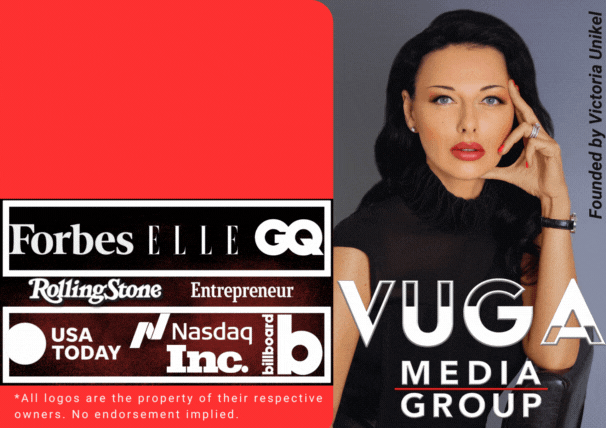 Forbes ELLE GQ
RollingStone Entrepreneur
USA
TODAY
Nasdaq
Inc.
billboard
b
*All logos are the property of their respective
owners. No endorsement implied.
Founded by Victoria Unikel
VUGA
MEDIA
GROUP